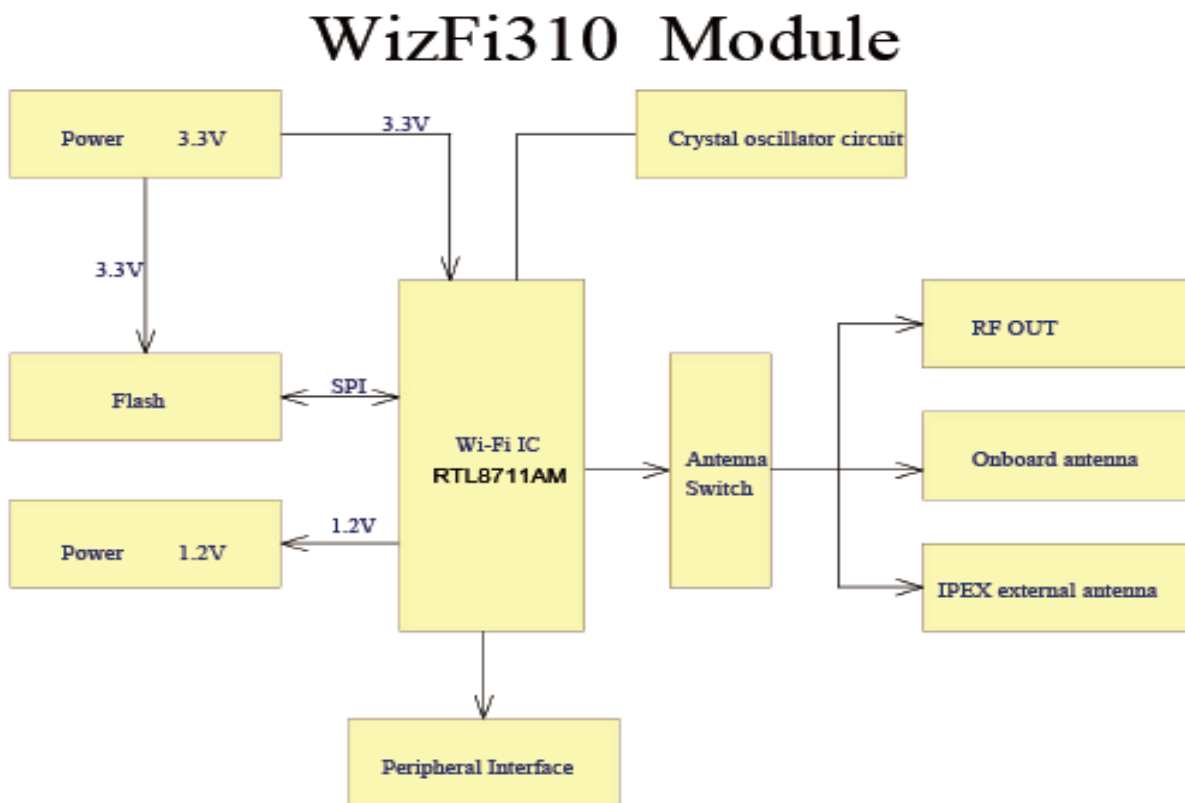 WizFi310 Module
Power 3.3V
3.3V
Crystal oscillator circuit
3.3V
RF OUT
Flash
SPI
Wi-Fi IC
RTL8711AM
Antenna
Switch
Onboard antenna
Power 1.2V
1.2V
IPEX external antenna
Peripheral Interface